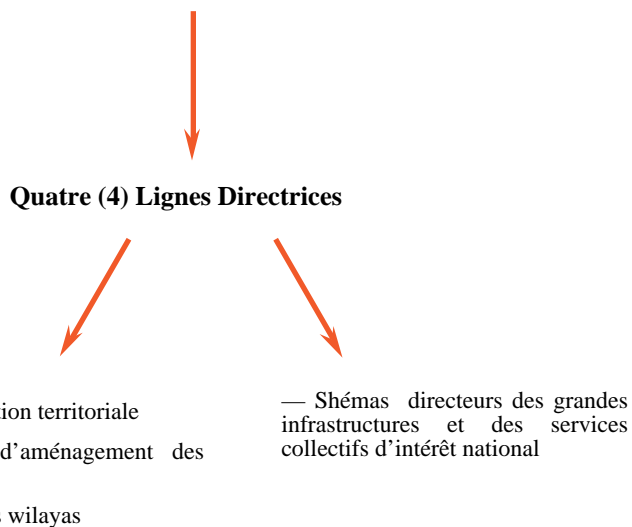 Quatre (4) Lignes Directrices
tion territoriale
d’aménagement des
s wilayas
— Shémas directeurs des grandes
infrastructures et des services
collectifs d’intérêt national